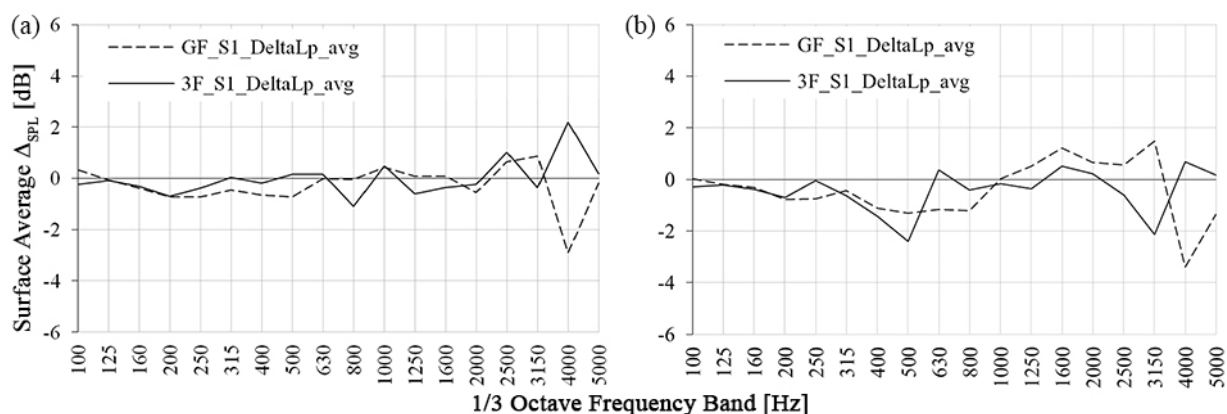 (a)
Surface Average Δ_SPL [dB]
6
4
2
0
-2
-4
-6
GF_S1_DeltaLp_avg
3F_S1_DeltaLp_avg
100 125 160 200 250 315 400 500 630 800 1000 1250 1600 2000 2500 3150 4000 5000
(b)
6
4
2
0
-2
-4
-6
GF_S1_DeltaLp_avg
3F_S1_DeltaLp_avg
100 125 160 200 250 315 400 500 630 800 1000 1250 1600 2000 2500 3150 4000 5000
1/3 Octave Frequency Band [Hz]